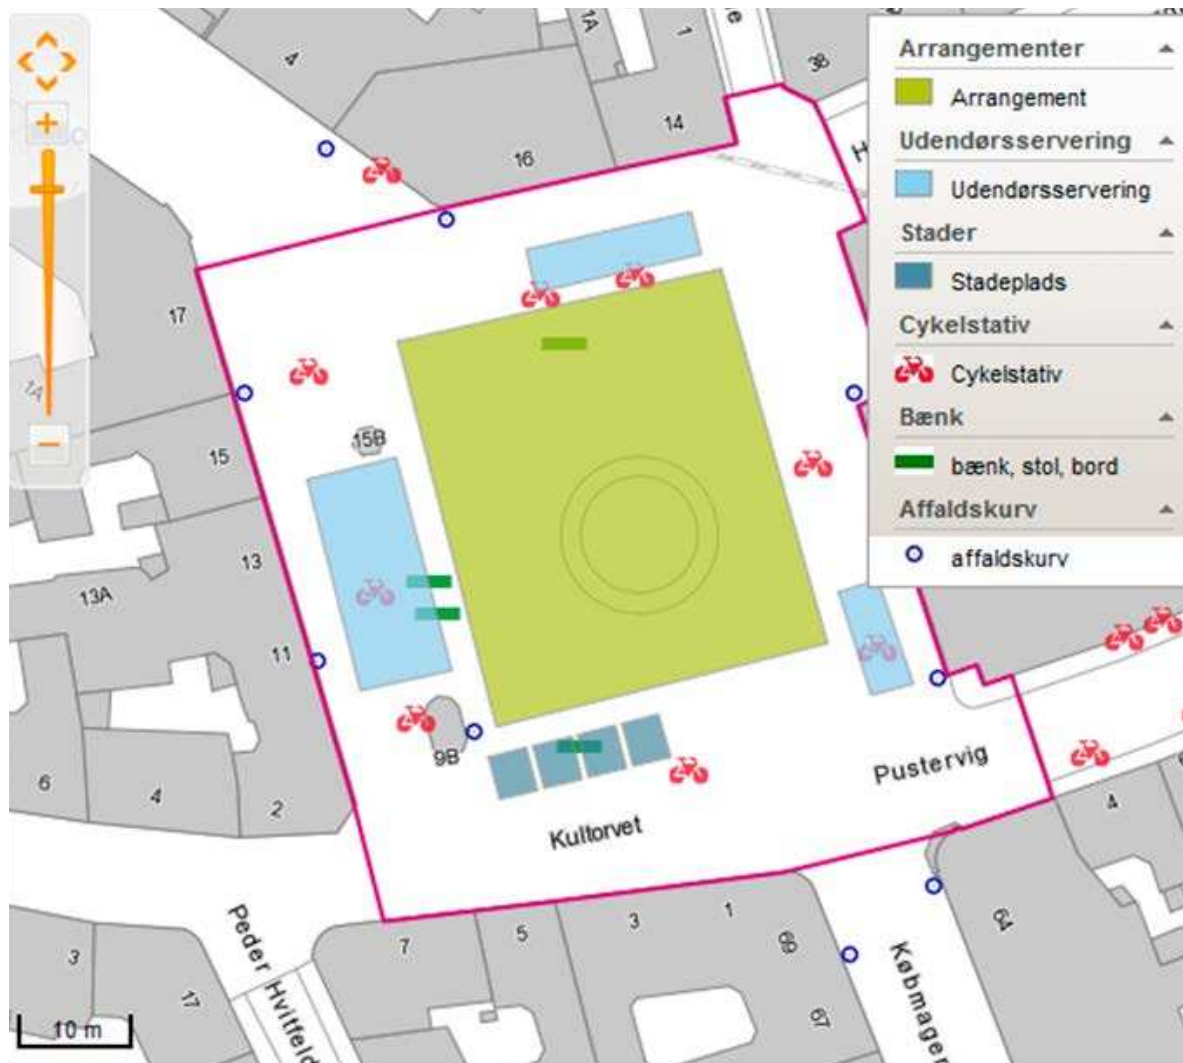 Arrangementer
Arrangement
Udendørsservering
Udendørsservering
Stader
Stadeplads
Cykelstativ
Cykelstativ
Bænk
bænk, stol, bord
Affaldskurv
affaldskurv
4
1A
1
38
14
16
H
17
1A
15B
15
13
13A
11
9B
6
4
2
Kultorvet
Pustervig
4
64
3
17
7
5
3
1
69
67
Peder Hvitfeld
Købmager
10 m